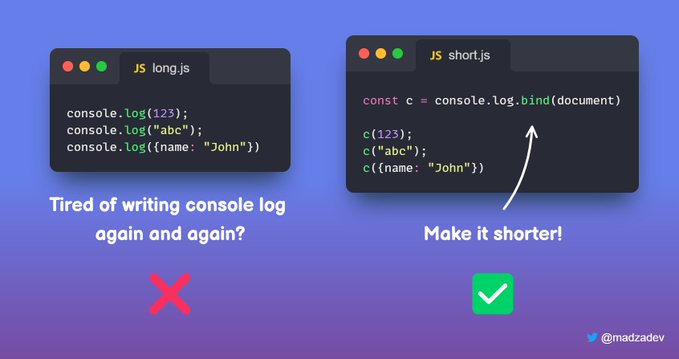 JS long.js
console.log(123);
console.log("abc");
console.log({name: "John"})
Tired of writing console log
again and again?
JS short.js
const c = console.log.bind(document)
c(123);
c("abc");
c({name: "John"})
Make it shorter!
@madzadev